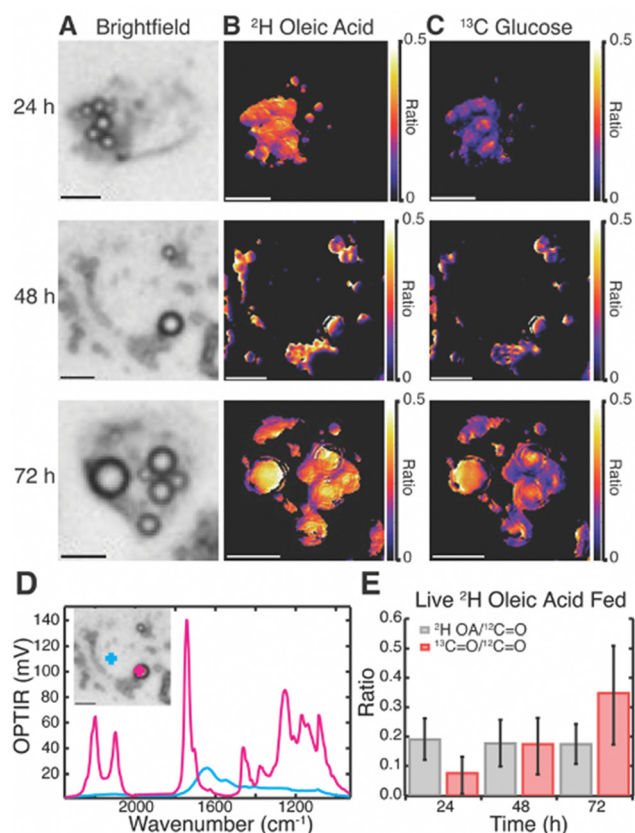 A Brightfield B ²H Oleic Acid C ¹³C Glucose
24 h
0.5
Ratio
0
0.5
Ratio
0
48 h
0.5
Ratio
0
0.5
Ratio
0
72 h
0.5
Ratio
0
0.5
Ratio
0
D
OPTIR (mV)
140
120
100
80
60
40
20
2000 1600 1200
Wavenumber (cm⁻¹)
E Live ²H Oleic Acid Fed
²H OA/¹²C=O
¹³C=O/¹²C=O
Ratio
0.6
0.5
0.4
0.3
0.2
0.1
0.0
24 48 72
Time (h)